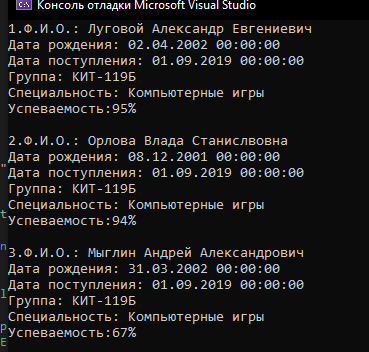 Консоль отладки Microsoft Visual Studio
1.Ф.И.О.: Луговой Александр Евгениевич
Дата рождения: 02.04.2002 00:00:00
Дата поступления: 01.09.2019 00:00:00
Группа: КИТ-119Б
Специальность: Компьютерные игры
Успеваемость:95%
2.Ф.И.О.: Орлова Влада Станислвовна
Дата рождения: 08.12.2001 00:00:00
Дата поступления: 01.09.2019 00:00:00
Группа: КИТ-119Б
Специальность: Компьютерные игры
Успеваемость:94%
3.Ф.И.О.: Мыглин Андрей Александрович
Дата рождения: 31.03.2002 00:00:00
Дата поступления: 01.09.2019 00:00:00
Группа: КИТ-119Б
Специальность: Компьютерные игры
Успеваемость:67%